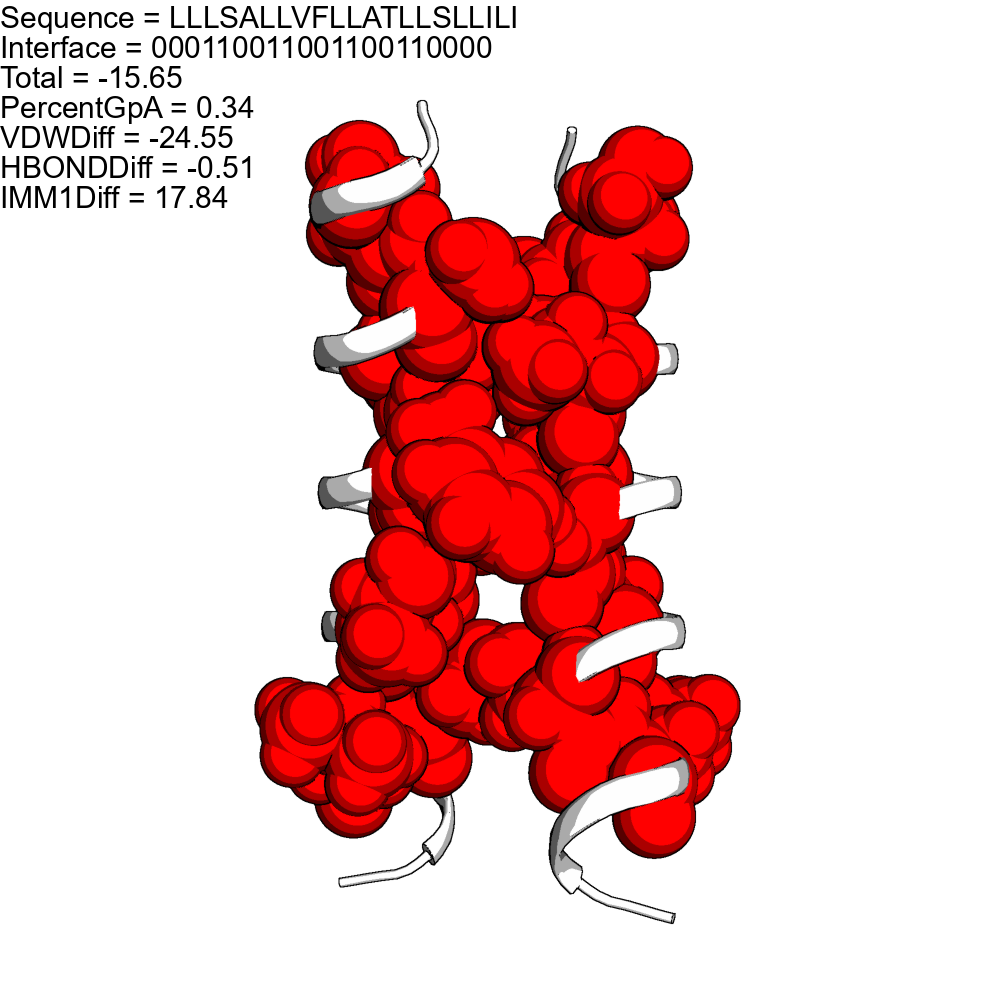 Sequence = LLLSALLVFLLATLLSLLILI
Interface = 000110011001100110000
Total = -15.65
PercentGpA = 0.34
VDWDiff = -24.55
HBONDDiff = -0.51
IMM1Diff = 17.84